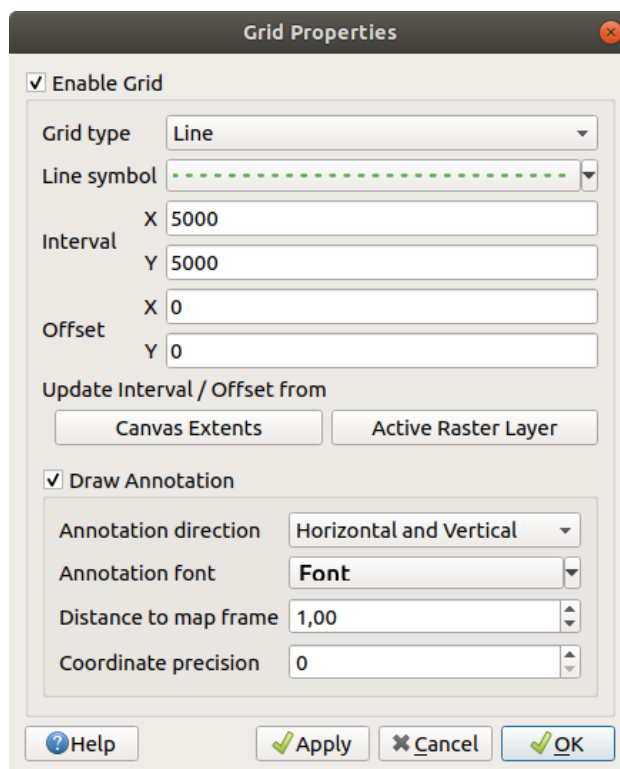 Grid Properties
Enable Grid
Grid type Line
Line symbol
Interval
X 5000
Y 5000
Offset
X 0
Y 0
Update Interval / Offset from
Canvas Extents Active Raster Layer
Draw Annotation
Annotation direction Horizontal and Vertical
Annotation font Font
Distance to map frame 1,00
Coordinate precision 0
Help Apply Cancel OK